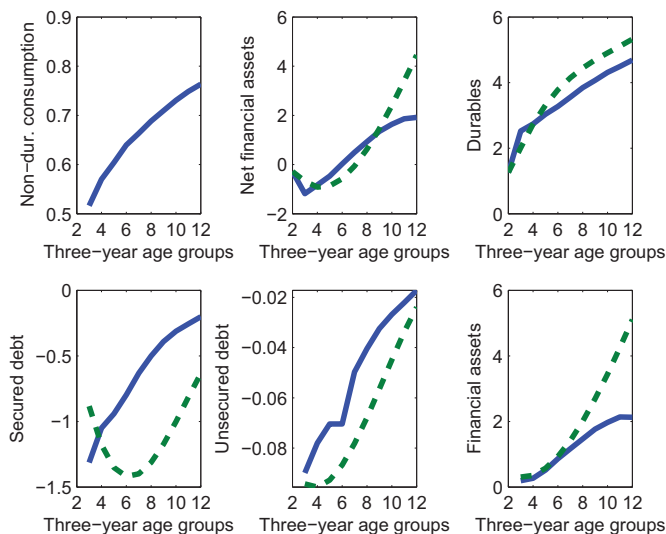 0.9
0.8
0.7
0.6
0.5
2 4 6 8 10 12
Non-dur. consumption
Three-year age groups
6
4
2
0
−2
2 4 6 8 10 12
Net financial assets
Three-year age groups
6
4
2
0
2 4 6 8 10 12
Durables
Three-year age groups
0
−0.5
−1
−1.5
2 4 6 8 10 12
Secured debt
Three-year age groups
−0.02
−0.04
−0.06
−0.08
2 4 6 8 10 12
Unsecured debt
Three-year age groups
6
4
2
0
2 4 6 8 10 12
Financial assets
Three-year age groups